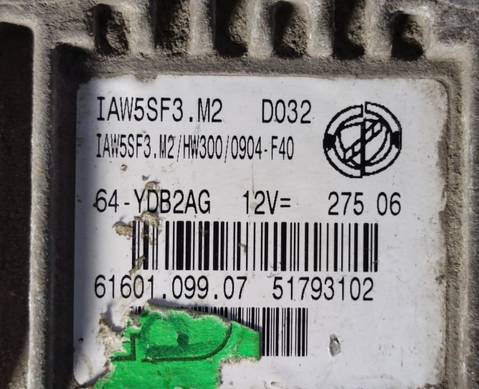 IAW5SF3.M2 D032
IAW5SF3.M2/HW300/0904-F40
64-YDB2AG 12V= 275 06
61601.099.07 51793102